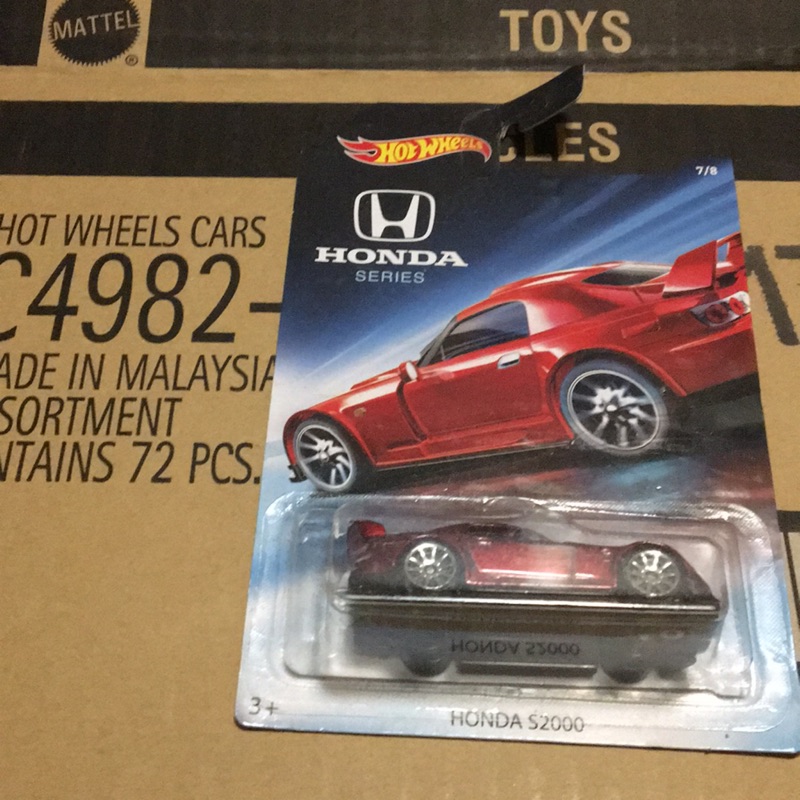 MATTEL
®
TOYS
HOT WHEELS
7/8
HONDA
SERIES
HOT WHEELS CARS
C4982-
ADE IN MALAYSIA
SORTMENT
NTAINS 72 PCS.
HONDA S2000
3+
HONDA S2000